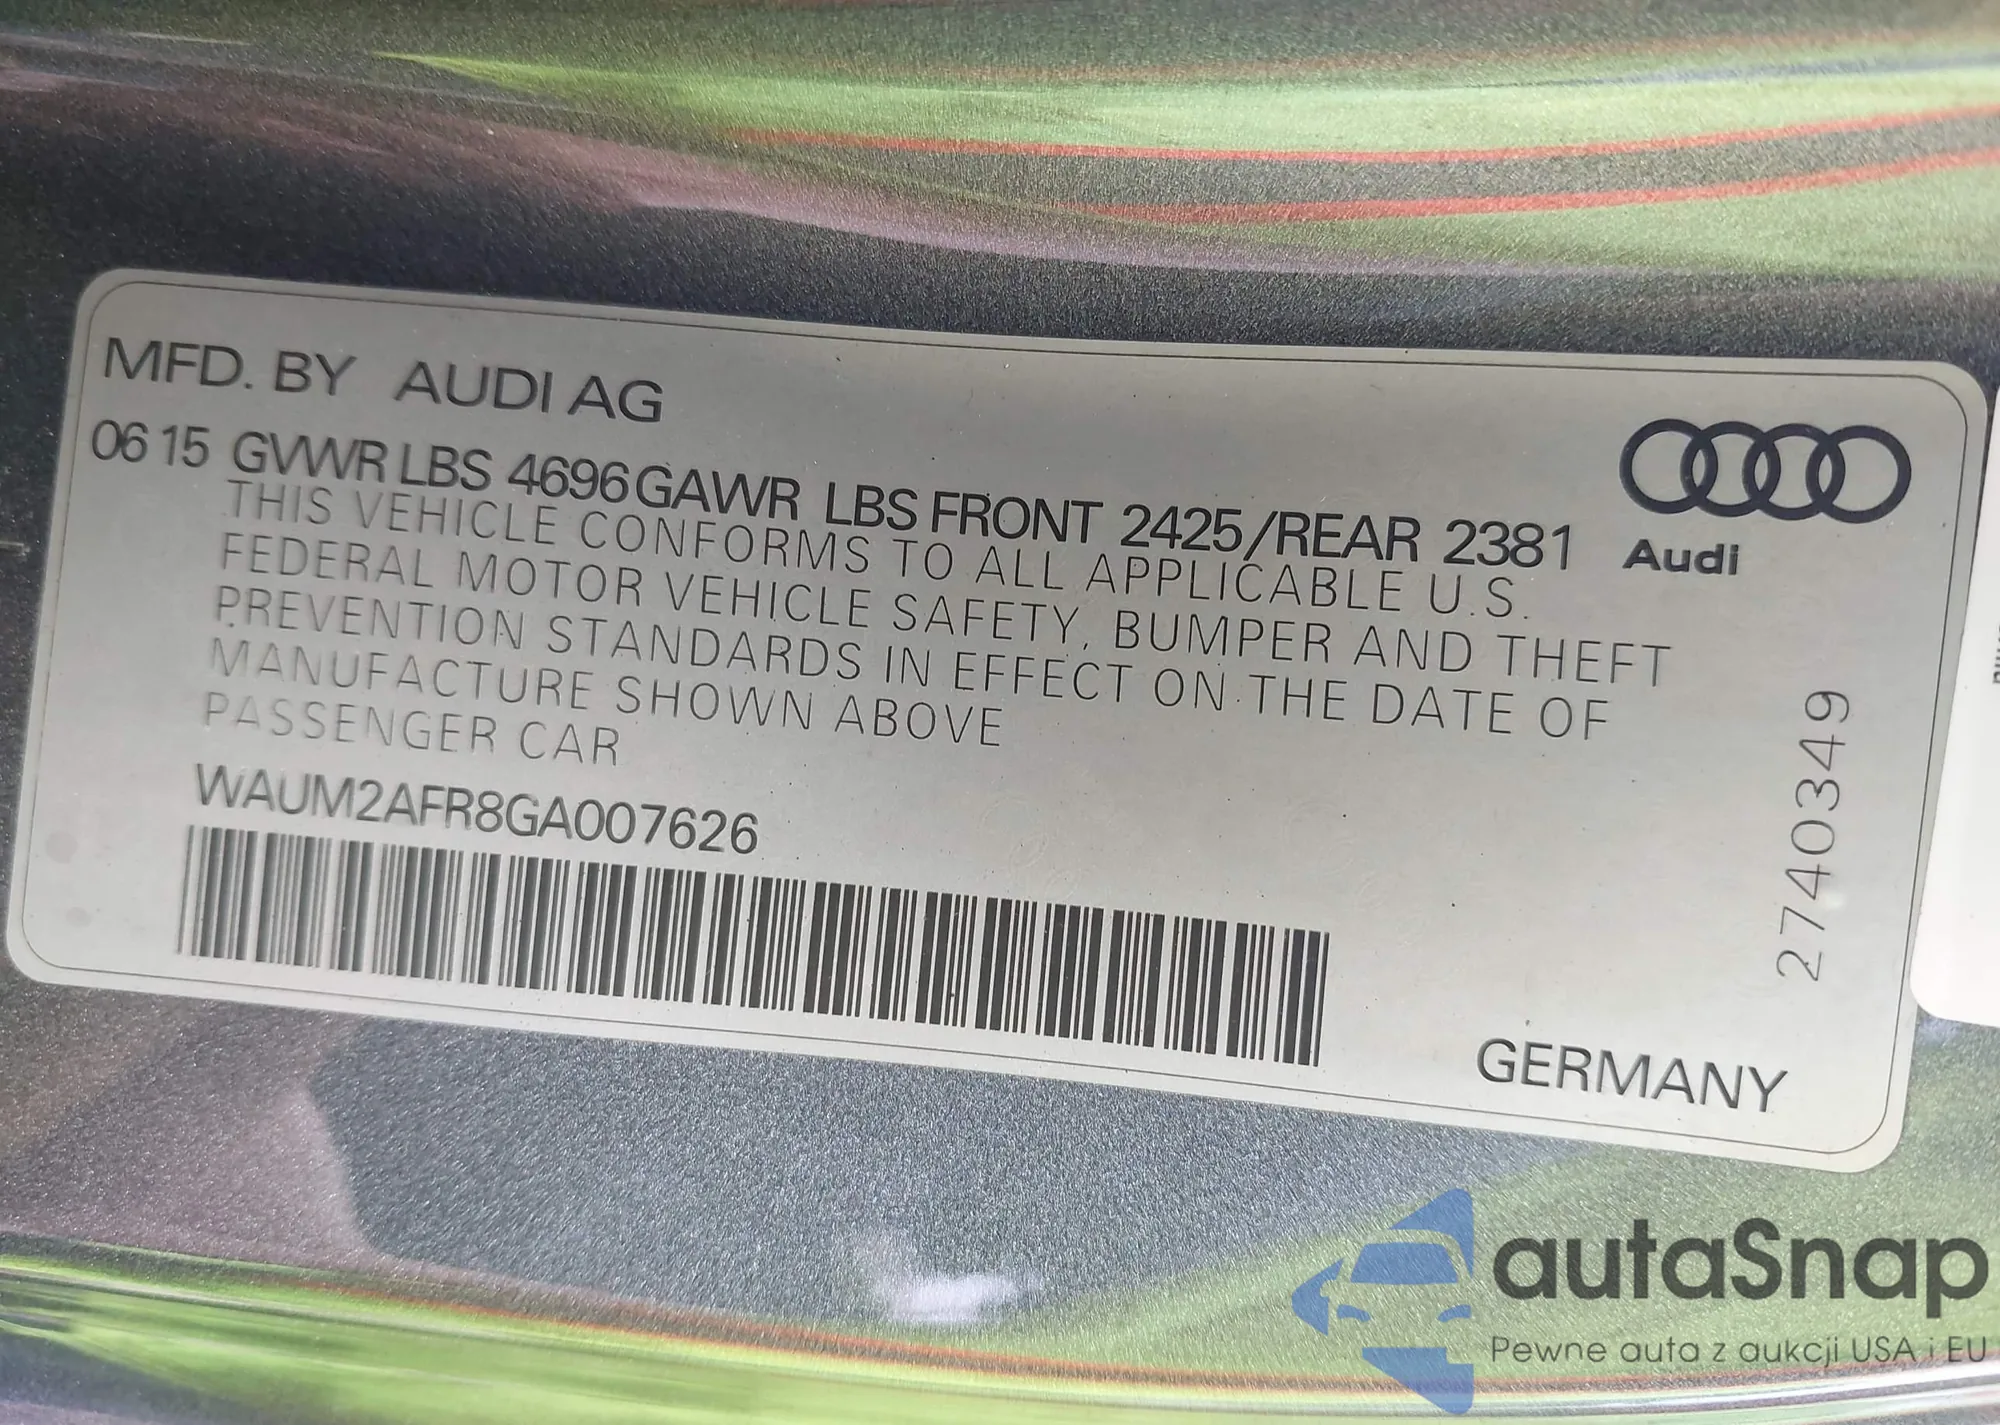 MFD. BY AUDI AG
06 15 GVWR LBS 4696 GAWR LBS FRONT 2425/REAR 2381
THIS VEHICLE CONFORMS TO ALL APPLICABLE U.S.
FEDERAL MOTOR VEHICLE SAFETY, BUMPER AND THEFT
PREVENTION STANDARDS IN EFFECT ON THE DATE OF
MANUFACTURE SHOWN ABOVE
PASSENGER CAR
WAUM2AFR8GA007626
Audi
2740349
GERMANY
autaSnap
Pewne auta z aukcji USA i EU